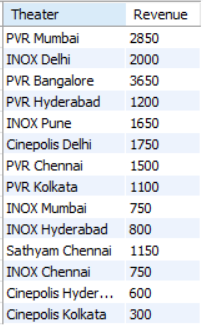 Theater Revenue
PVR Mumbai 2850
INOX Delhi 2000
PVR Bangalore 3650
PVR Hyderabad 1200
INOX Pune 1650
Cinepolis Delhi 1750
PVR Chennai 1500
PVR Kolkata 1100
INOX Mumbai 750
INOX Hyderabad 800
Sathyam Chennai 1150
INOX Chennai 750
Cinepolis Hyder... 600
Cinepolis Kolkata 300